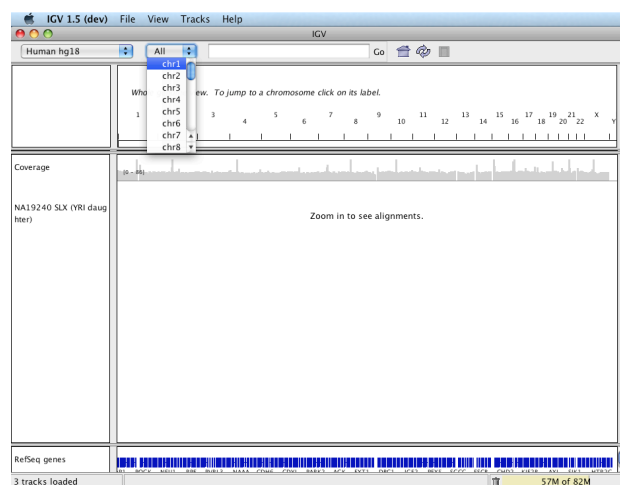 IGV 1.5 (dev) File View Tracks Help
IGV
Human hg18 All Go
chr1
chr2
chr3
chr4
chr5
chr6
chr7
chr8
Who ew. To jump to a chromosome click on its label.
1 3 5 7 9 11 13 15 17 19 21 X
4 6 8 10 12 14 16 18 20 22 Y
Coverage
NA19240 SLX (YRI daug
hter)
Zoom in to see alignments.
RefSeq genes
3 tracks loaded 57M of 82M